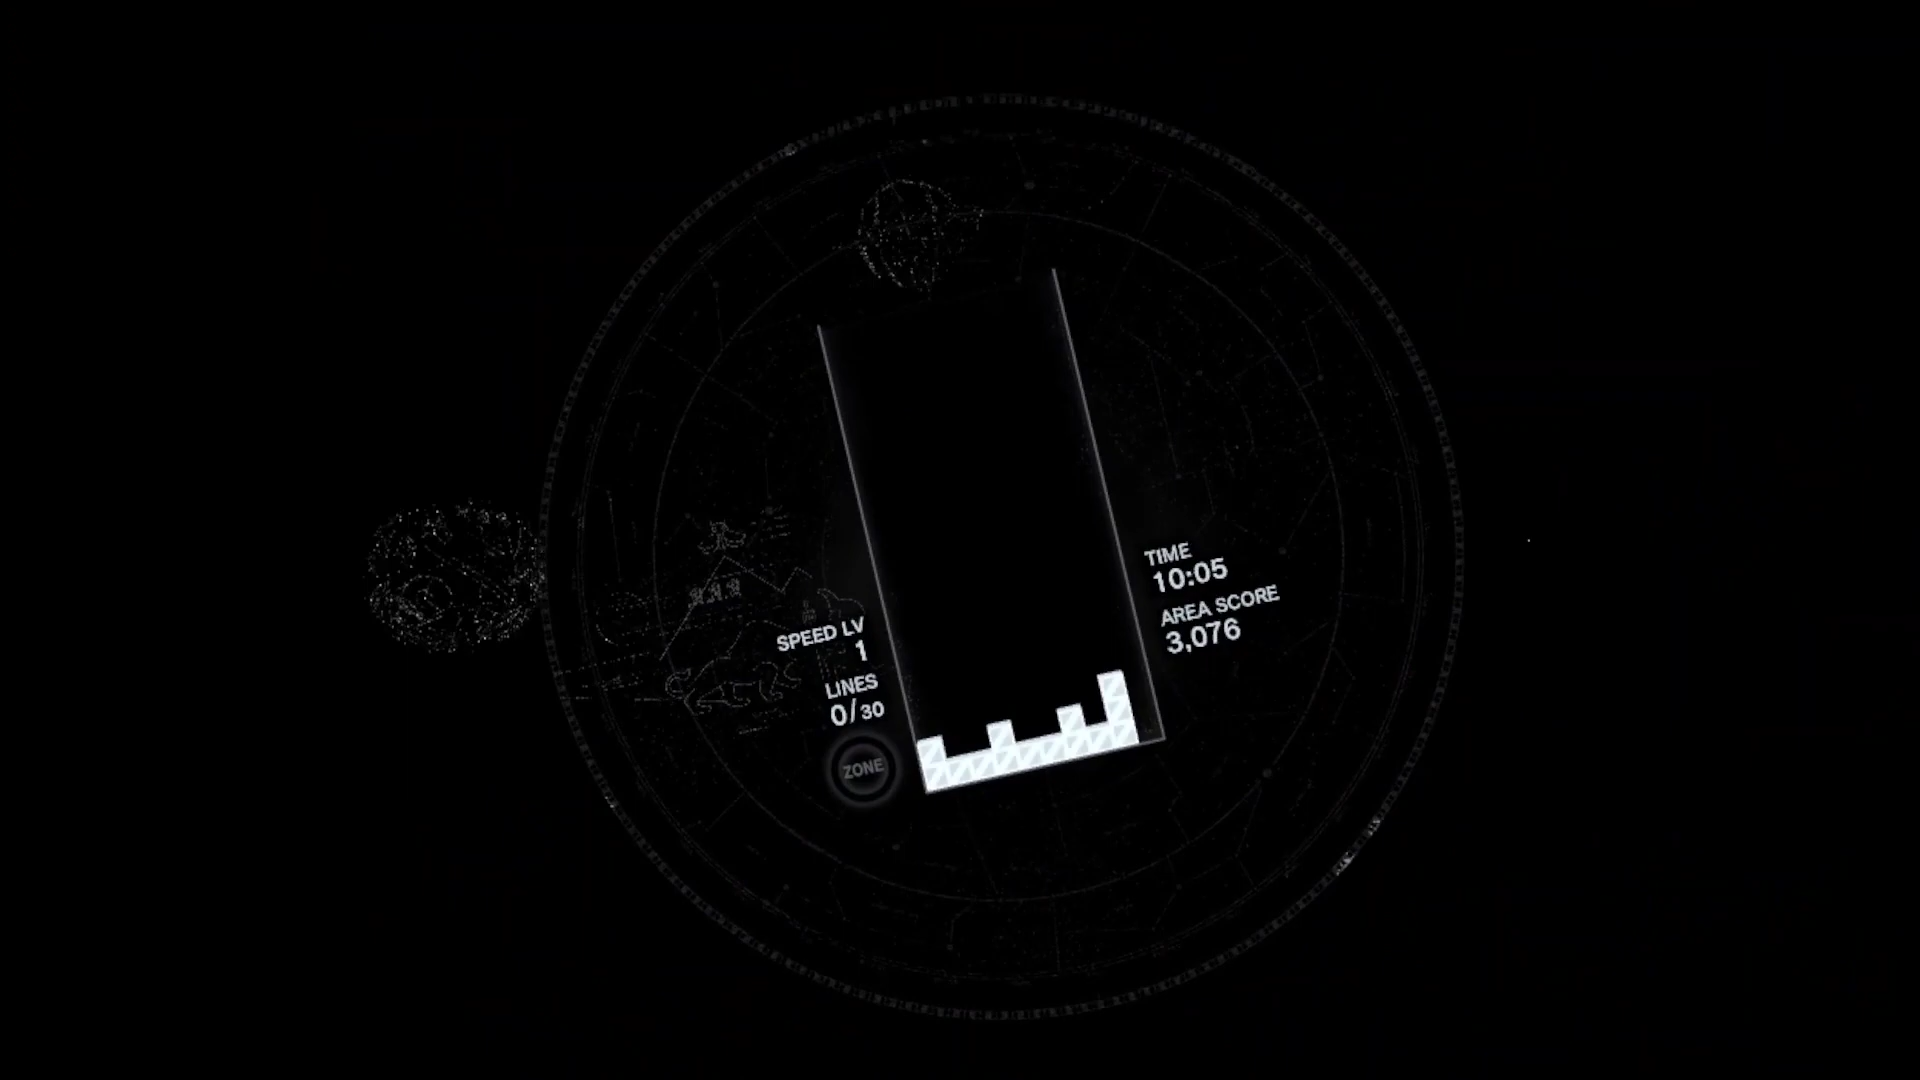 SPEED LV
1
LINES
0/30
ZONE
TIME
10:05
AREA SCORE
3,076